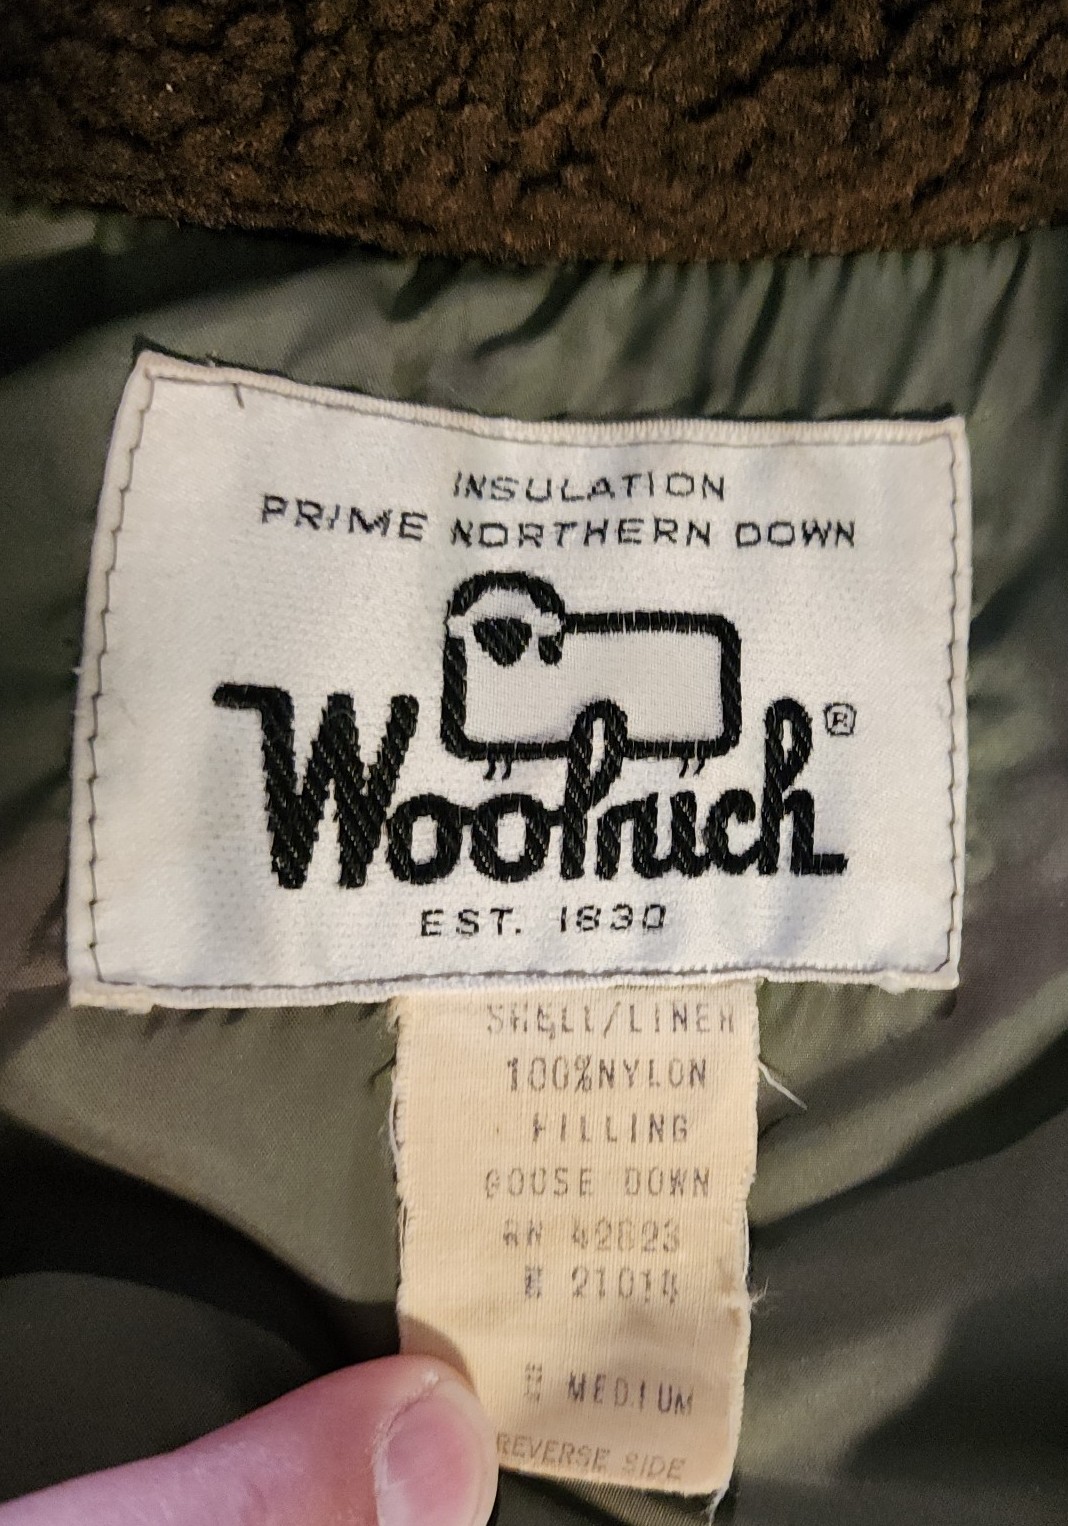 INSULATION
PRIME NORTHERN DOWN
Woolrich®
EST. 1830
SHELL/LINER
100%NYLON
FILLING
GOOSE DOWN
RN 42823
21014
MEDIUM
REVERSE SIDE